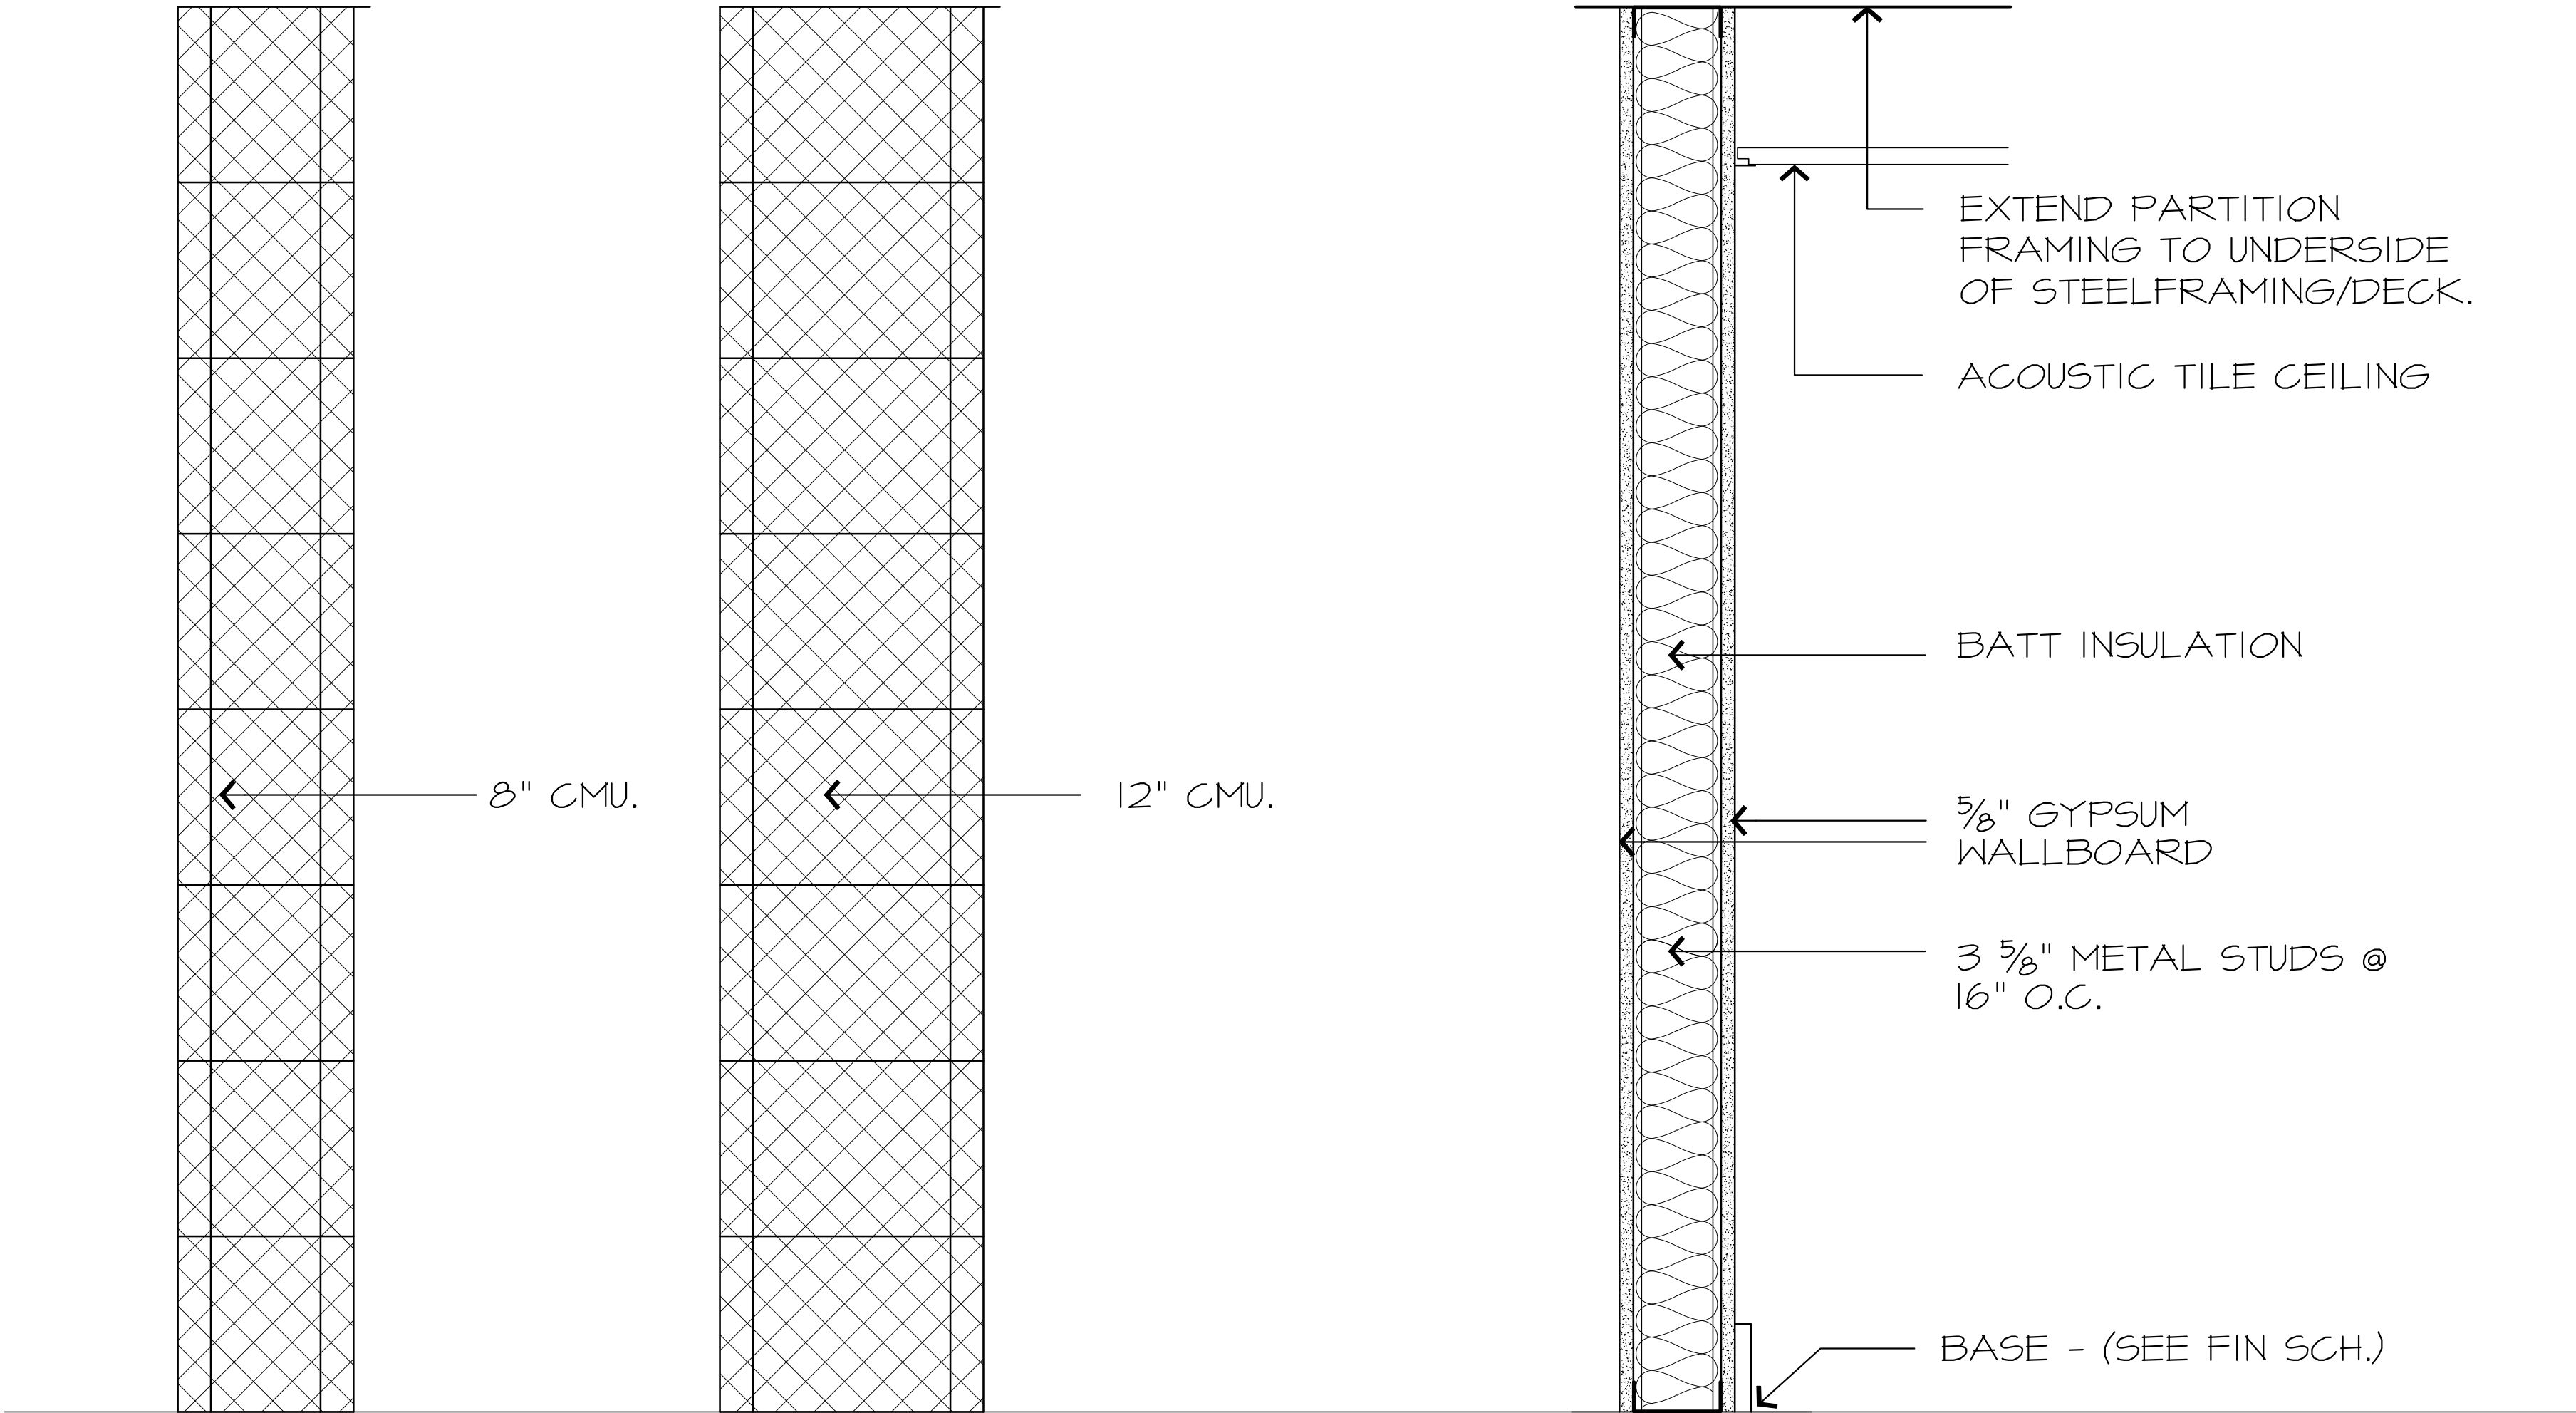 EXTEND PARTITION
FRAMING TO UNDERSIDE
OF STEELFRAMING/DECK.
ACOUSTIC TILE CEILING
BATT INSULATION
8" CMU.
12" CMU.
⅝" GYPSUM
WALLBOARD
3 ⅝" METAL STUDS @
16" O.C.
BASE - (SEE FIN SCH.)